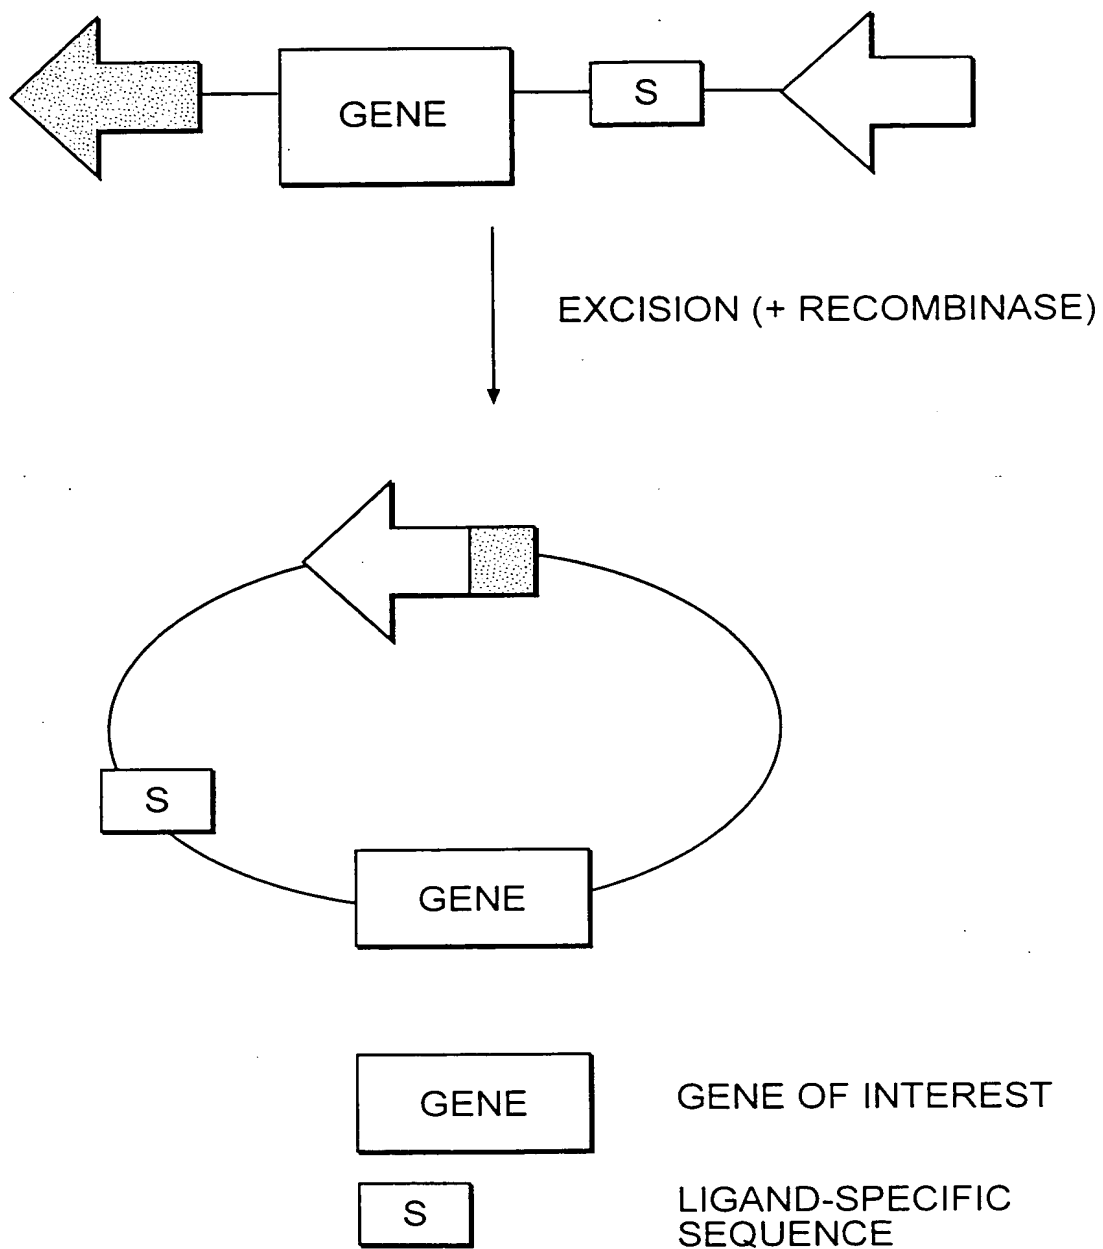 GENE
S
EXCISION (+ RECOMBINASE)
S
GENE
GENE
GENE OF INTEREST
S
LIGAND-SPECIFIC
SEQUENCE